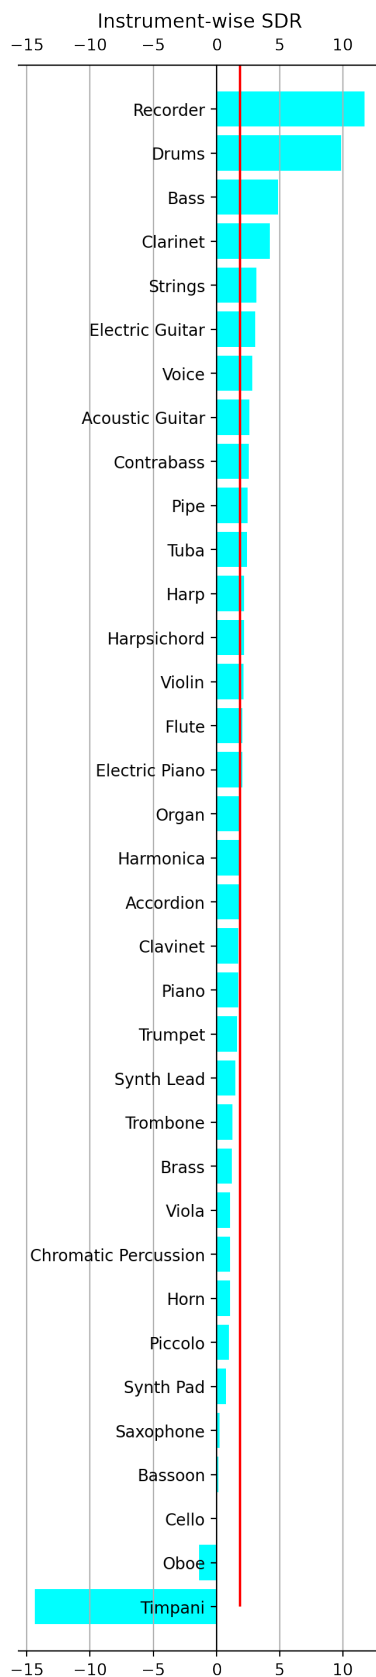 Instrument-wise SDR
−15 −10 −5 0 5 10
Recorder
Drums
Bass
Clarinet
Strings
Electric Guitar
Voice
Acoustic Guitar
Contrabass
Pipe
Tuba
Harp
Harpsichord
Violin
Flute
Electric Piano
Organ
Harmonica
Accordion
Clavinet
Piano
Trumpet
Synth Lead
Trombone
Brass
Viola
Chromatic Percussion
Horn
Piccolo
Synth Pad
Saxophone
Bassoon
Cello
Oboe
Timpani
−15 −10 −5 0 5 10